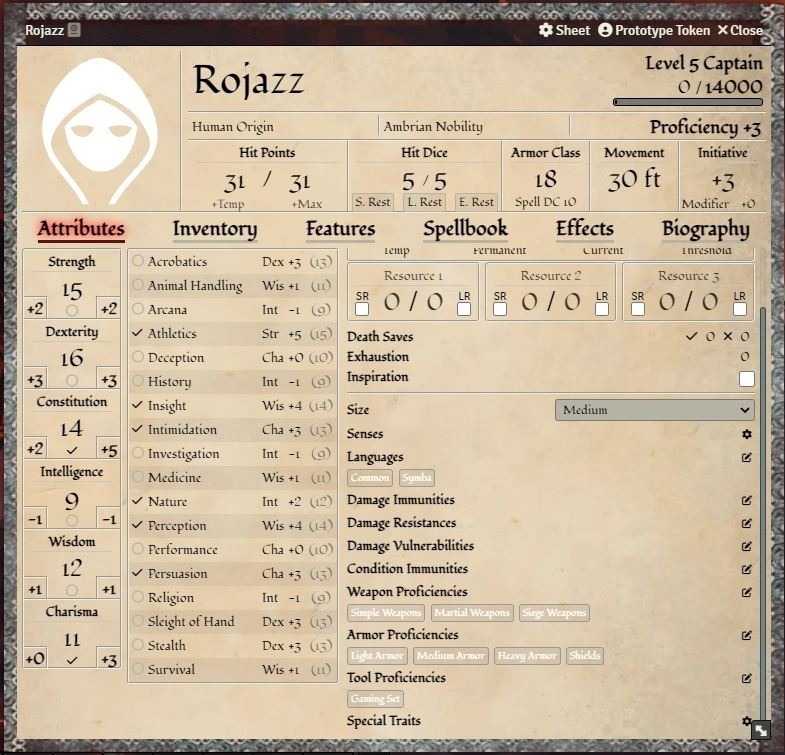 Rojazz Sheet Prototype Token Close
Rojazz
Level 5 Captain
0 / 14000
Human Origin Ambrian Nobility Proficiency +3
Hit Points Hit Dice Armor Class Movement Initiative
31 / 31 5 / 5 18 30 ft +3
+Temp +Max S. Rest L. Rest E. Rest Spell DC 10 Modifier +0
Attributes Inventory Features Spellbook Effects Biography
Strength
15
+2 +2
Dexterity
16
+3 +3
Constitution
14
+2 +5
Intelligence
9
-1 -1
Wisdom
12
+1 +1
Charisma
11
+0 +3
Acrobatics Dex +3 (13)
Animal Handling Wis +1 (11)
Arcana Int -1 (9)
Athletics Str +5 (15)
Deception Cha +0 (10)
History Int -1 (9)
Insight Wis +4 (14)
Intimidation Cha +3 (13)
Investigation Int -1 (9)
Medicine Wis +1 (11)
Nature Int +2 (12)
Perception Wis +4 (14)
Performance Cha +0 (10)
Persuasion Cha +3 (13)
Religion Int -1 (9)
Sleight of Hand Dex +3 (13)
Stealth Dex +3 (13)
Survival Wis +1 (11)
Temp Permanent Current Threshold
Resource 1 Resource 2 Resource 3
SR 0 / 0 LR SR 0 / 0 LR SR 0 / 0 LR
Death Saves 0 0
Exhaustion 0
Inspiration
Size Medium
Senses
Languages
Common Symba
Damage Immunities
Damage Resistances
Damage Vulnerabilities
Condition Immunities
Weapon Proficiencies
Simple Weapons Martial Weapons Siege Weapons
Armor Proficiencies
Light Armor Medium Armor Heavy Armor Shields
Tool Proficiencies
Gaming Set
Special Traits